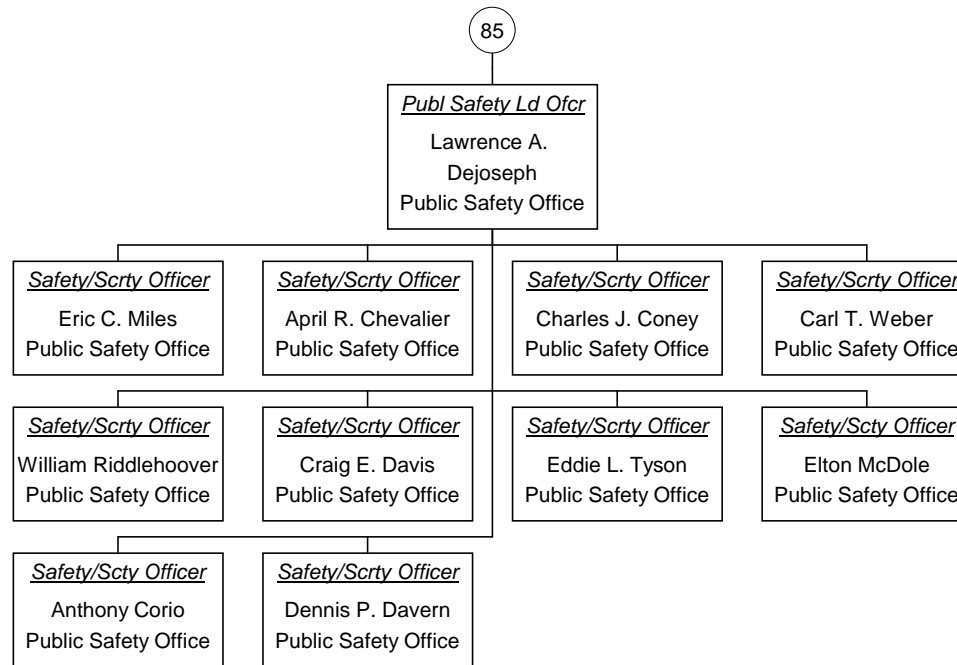 85
Publ Safety Ld Ofcr
Lawrence A.
Dejoseph
Public Safety Office
Safety/Scrty Officer
Eric C. Miles
Public Safety Office
Safety/Scrty Officer
April R. Chevalier
Public Safety Office
Safety/Scrty Officer
Charles J. Coney
Public Safety Office
Safety/Scrty Officer
Carl T. Weber
Public Safety Office
Safety/Scrty Officer
William Riddlehoover
Public Safety Office
Safety/Scrty Officer
Craig E. Davis
Public Safety Office
Safety/Scrty Officer
Eddie L. Tyson
Public Safety Office
Safety/Scty Officer
Elton McDole
Public Safety Office
Safety/Scty Officer
Anthony Corio
Public Safety Office
Safety/Scrty Officer
Dennis P. Davern
Public Safety Office